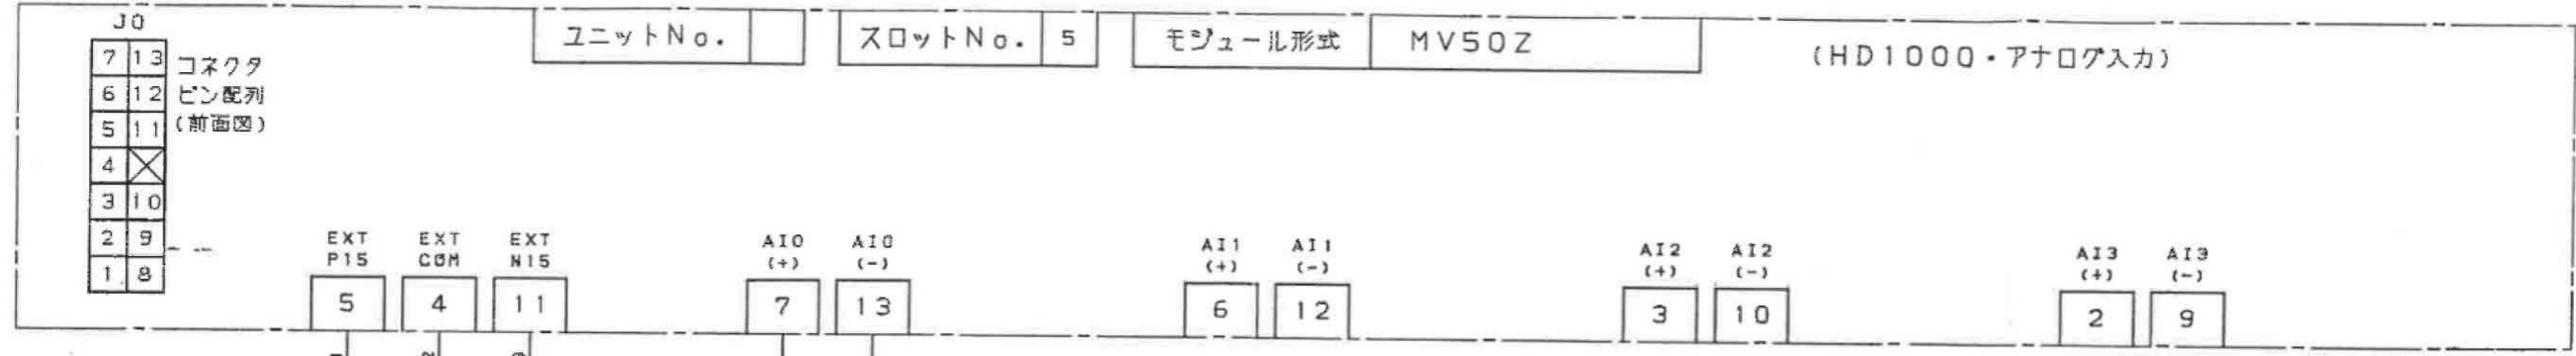 J0
ユニットNo.
スロットNo. 5
モジュール形式 MV50Z
(HD1000・アナログ入力)
7 13
6 12
5 11
4
3 10
2 9
1 8
コネクタ
ピン配列
(前面図)
EXT P15
EXT COM
EXT N15
AI0 (+)
AI0 (-)
AI1 (+)
AI1 (-)
AI2 (+)
AI2 (-)
AI3 (+)
AI3 (-)
5 4 11 7 13 6 12 3 10 2 9